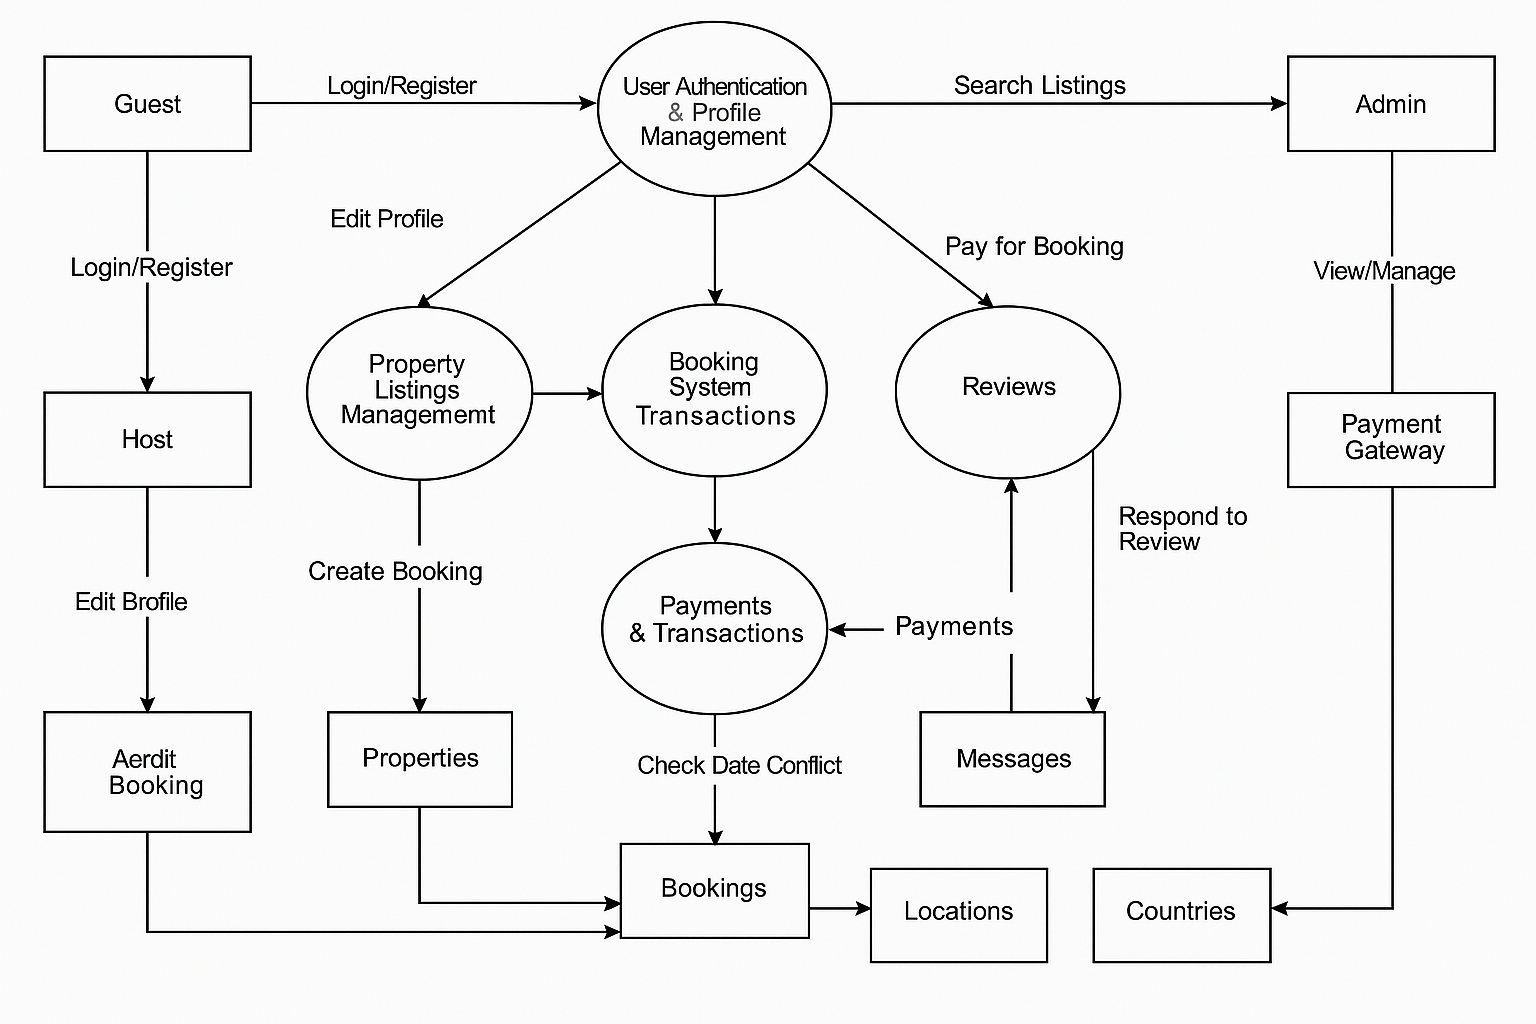 Login/Register
Search Listings
Guest
User Authentication
& Profile
Management
Admin
Edit Profile
Pay for Booking
Login/Register
View/Manage
Property
Listings
Managememt
Booking
System
Transactions
Reviews
Host
Payment
Gateway
Respond to
Review
Create Booking
Edit Brofile
Payments
& Transactions
Payments
Aerdit
Booking
Properties
Check Date Conflict
Messages
Bookings
Locations
Countries